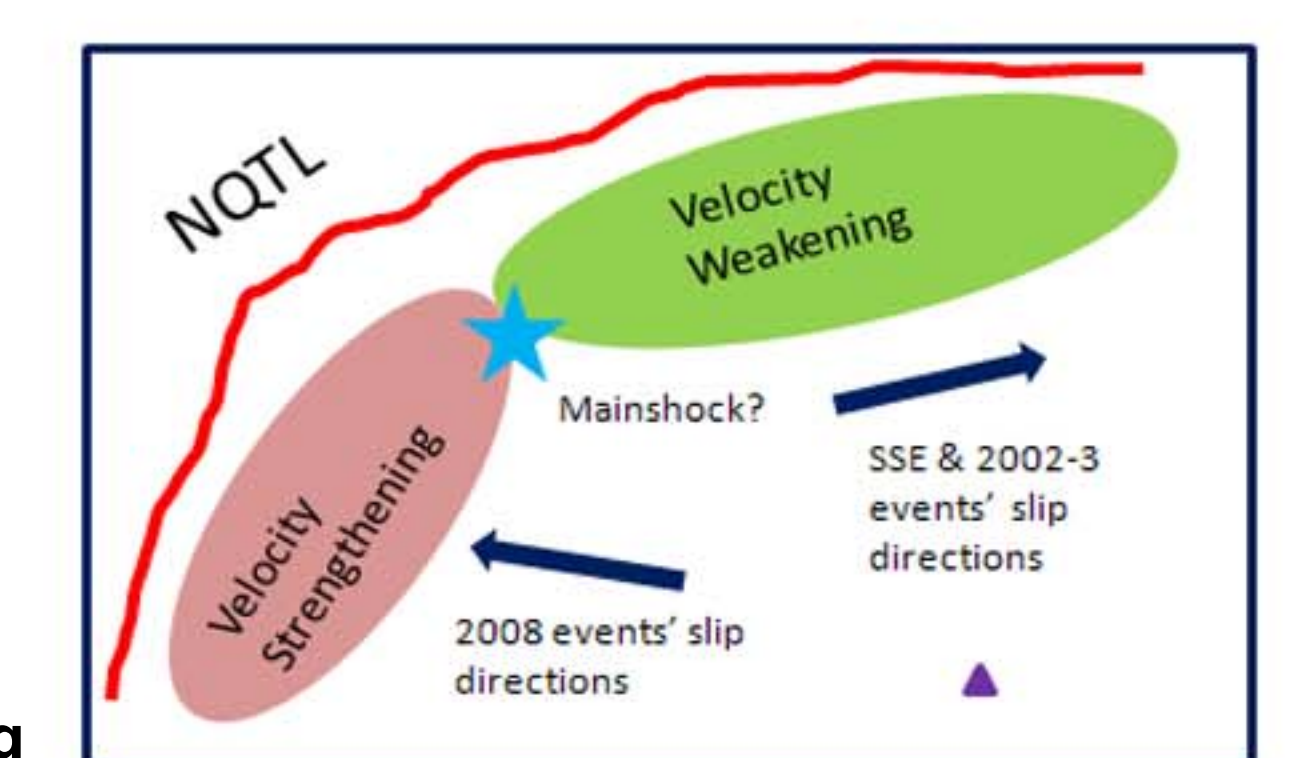 NQTL
Velocity
Weakening
Mainshock?
SSE & 2002-3
events' slip
directions
Velocity
Strengthening
2008 events' slip
directions
g